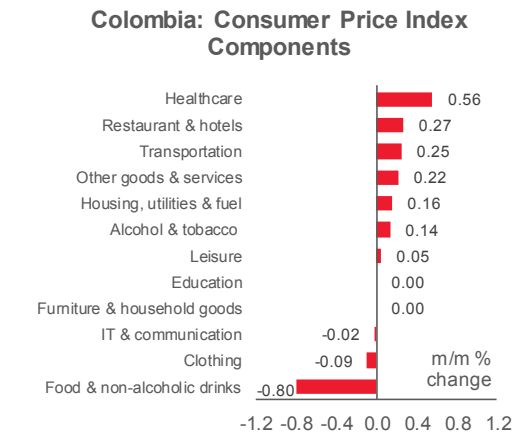 Colombia: Consumer Price Index
Components
Healthcare 0.56
Restaurant & hotels 0.27
Transportation 0.25
Other goods & services 0.22
Housing, utilities & fuel 0.16
Alcohol & tobacco 0.14
Leisure 0.05
Education 0.00
Furniture & household goods 0.00
IT & communication -0.02
Clothing -0.09
Food & non-alcoholic drinks -0.80
m/m %
change
-1.2 -0.8 -0.4 0.0 0.4 0.8 1.2